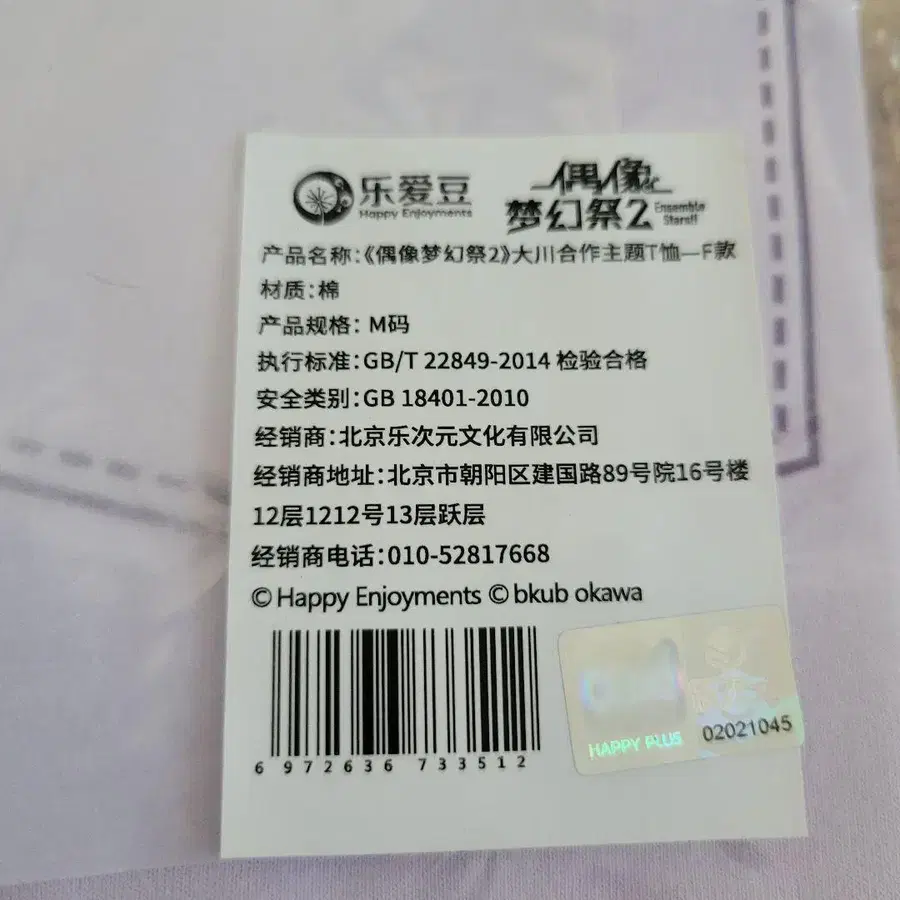 乐爱豆
Happy Enjoyments
偶像
梦幻祭2
Ensemble
Stars!!
产品名称:《偶像梦幻祭2》大川合作主题T恤—F款
材质:棉
产品规格: M码
执行标准:GB/T 22849-2014 检验合格
安全类别:GB 18401-2010
经销商:北京乐次元文化有限公司
经销商地址:北京市朝阳区建国路89号院16号楼
12层1212号13层跃层
经销商电话:010-52817668
© Happy Enjoyments © bkub okawa
6 972636 733512
HAPPY PLUS
02021045